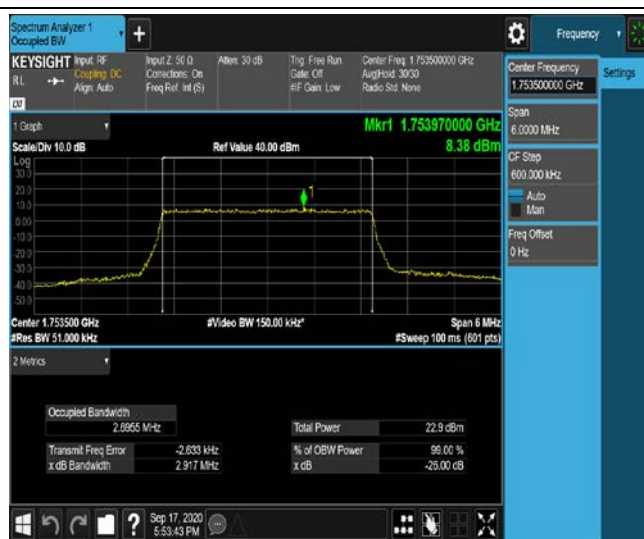 Spectrum Analyzer 1
Occupied BW
Frequency
KEYSIGHT
Input: RF
Coupling: DC
Align: Auto
Input Z: 50 Ω
Corrections: On
Freq Ref: Int (S)
Atten: 30 dB
Trig: Free Run
Gate: Off
#IF Gain: Low
Center Freq: 1.753500000 GHz
Avg|Hold: 30/30
Radio Std: None
RL
Center Frequency
1.753500000 GHz
Settings
Span
6.0000 MHz
CF Step
600.000 kHz
Auto
Man
Freq Offset
0 Hz
1 Graph
Mkr1 1.753970000 GHz
Scale/Div 10.0 dB
Ref Value 40.00 dBm
8.38 dBm
Log
30.0
20.0
10.0
0.00
-10.0
-20.0
-30.0
-40.0
-50.0
1
Center 1.753500 GHz
#Video BW 150.00 kHz*
Span 6 MHz
#Res BW 51.000 kHz
#Sweep 100 ms (601 pts)
2 Metrics
Occupied Bandwidth
2.6955 MHz
Total Power
22.9 dBm
Transmit Freq Error
-2.633 kHz
% of OBW Power
99.00 %
x dB Bandwidth
2.917 MHz
x dB
-26.00 dB
?
Sep 17, 2020
5:53:43 PM